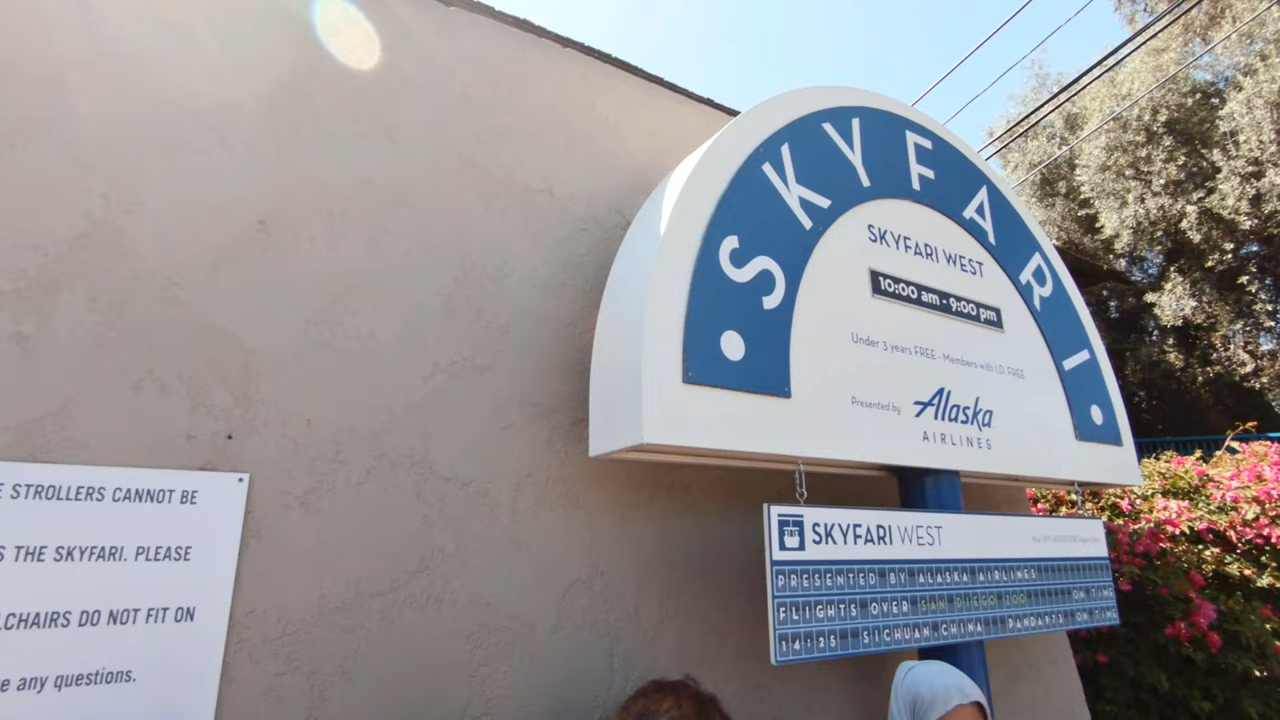 SKYFARI
SKYFARI WEST
10:00 am - 9:00 pm
Under 3 years FREE - Members with I.D. FREE
Presented by Alaska
AIRLINES
SKYFARI WEST
PRESENTED BY ALASKA AIRLINES
FLIGHTS OVER SAN DIEGO ZOO ON TIME
14:25 SICHUAN, CHINA PANDA975 ON TIME
STROLLERS CANNOT BE
THE SKYFARI. PLEASE
DO NOT FIT ON
any questions.